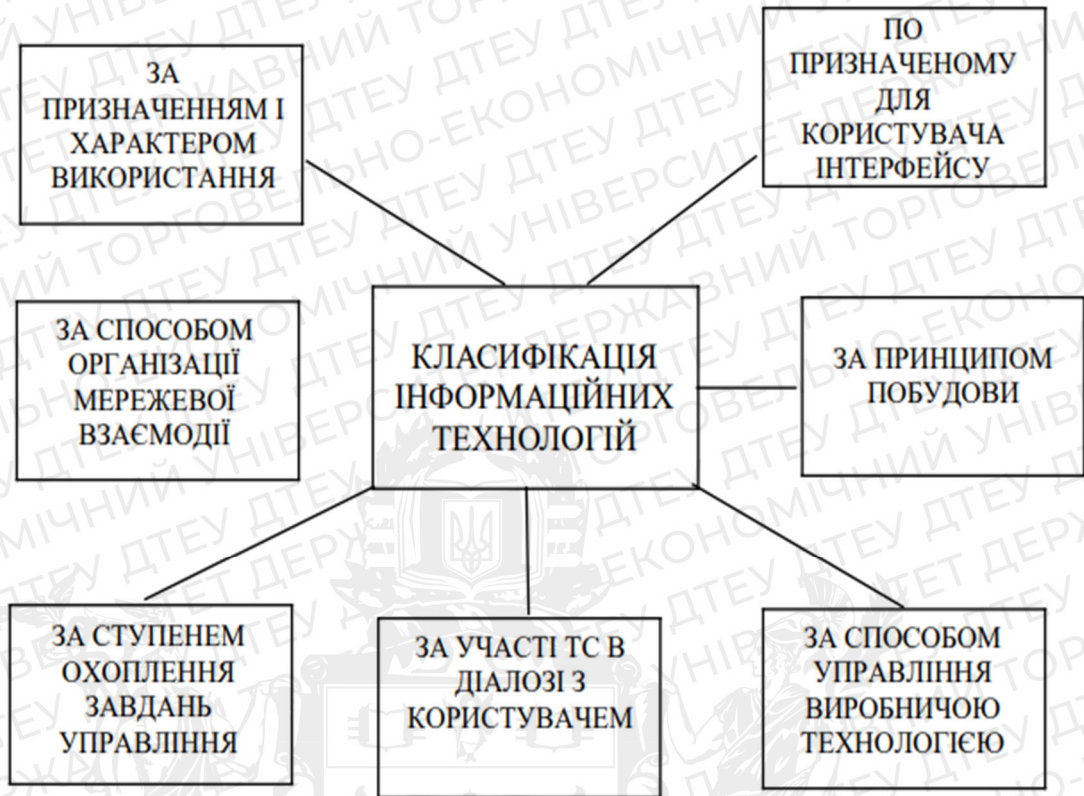 ЗА
ПРИЗНАЧЕННЯМ І
ХАРАКТЕРОМ
ВИКОРИСТАННЯ
ПО
ПРИЗНАЧЕНОМУ
ДЛЯ
КОРИСТУВАЧА
ІНТЕРФЕЙСУ
ЗА СПОСОБОМ
ОРГАНІЗАЦІЇ
МЕРЕЖЕВОЇ
ВЗАЄМОДІЇ
КЛАСИФІКАЦІЯ
ІНФОРМАЦІЙНИХ
ТЕХНОЛОГІЙ
ЗА ПРИНЦИПОМ
ПОБУДОВИ
ЗА СТУПЕНЕМ
ОХОПЛЕННЯ
ЗАВДАНЬ
УПРАВЛІННЯ
ЗА УЧАСТІ ТС В
ДІАЛОЗІ З
КОРИСТУВАЧЕМ
ЗА СПОСОБОМ
УПРАВЛІННЯ
ВИРОБНИЧОЮ
ТЕХНОЛОГІЄЮ